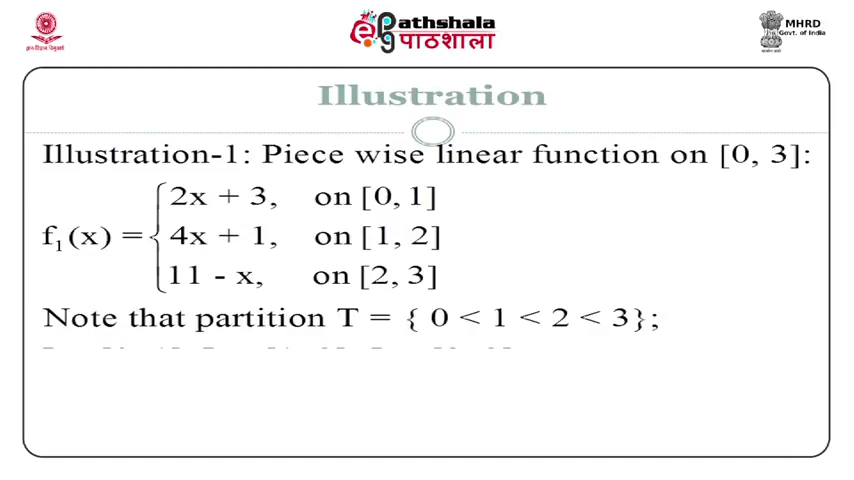 Pathshala
पाठशाला
MHRD
Govt. of India
Illustration
Illustration-1: Piece wise linear function on [0, 3]:
f₁(x) = { 2x + 3, on [0, 1]
4x + 1, on [1, 2]
11 - x, on [2, 3]
Note that partition T = { 0 < 1 < 2 < 3};